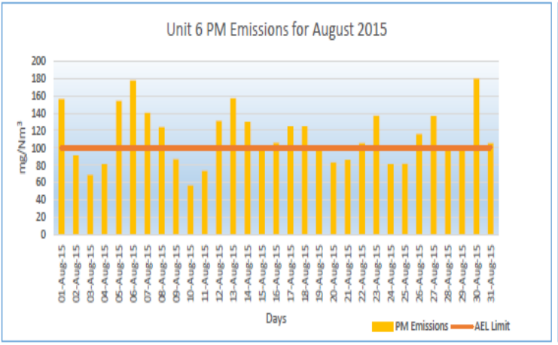 Unit 6 PM Emissions for August 2015
mg/Nm³
200
180
160
140
120
100
80
60
40
20
0
01-Aug-15
02-Aug-15
03-Aug-15
04-Aug-15
05-Aug-15
06-Aug-15
07-Aug-15
08-Aug-15
09-Aug-15
10-Aug-15
11-Aug-15
12-Aug-15
13-Aug-15
14-Aug-15
15-Aug-15
16-Aug-15
17-Aug-15
18-Aug-15
19-Aug-15
20-Aug-15
21-Aug-15
22-Aug-15
23-Aug-15
24-Aug-15
25-Aug-15
26-Aug-15
27-Aug-15
28-Aug-15
29-Aug-15
30-Aug-15
31-Aug-15
Days
PM Emissions
AEL Limit